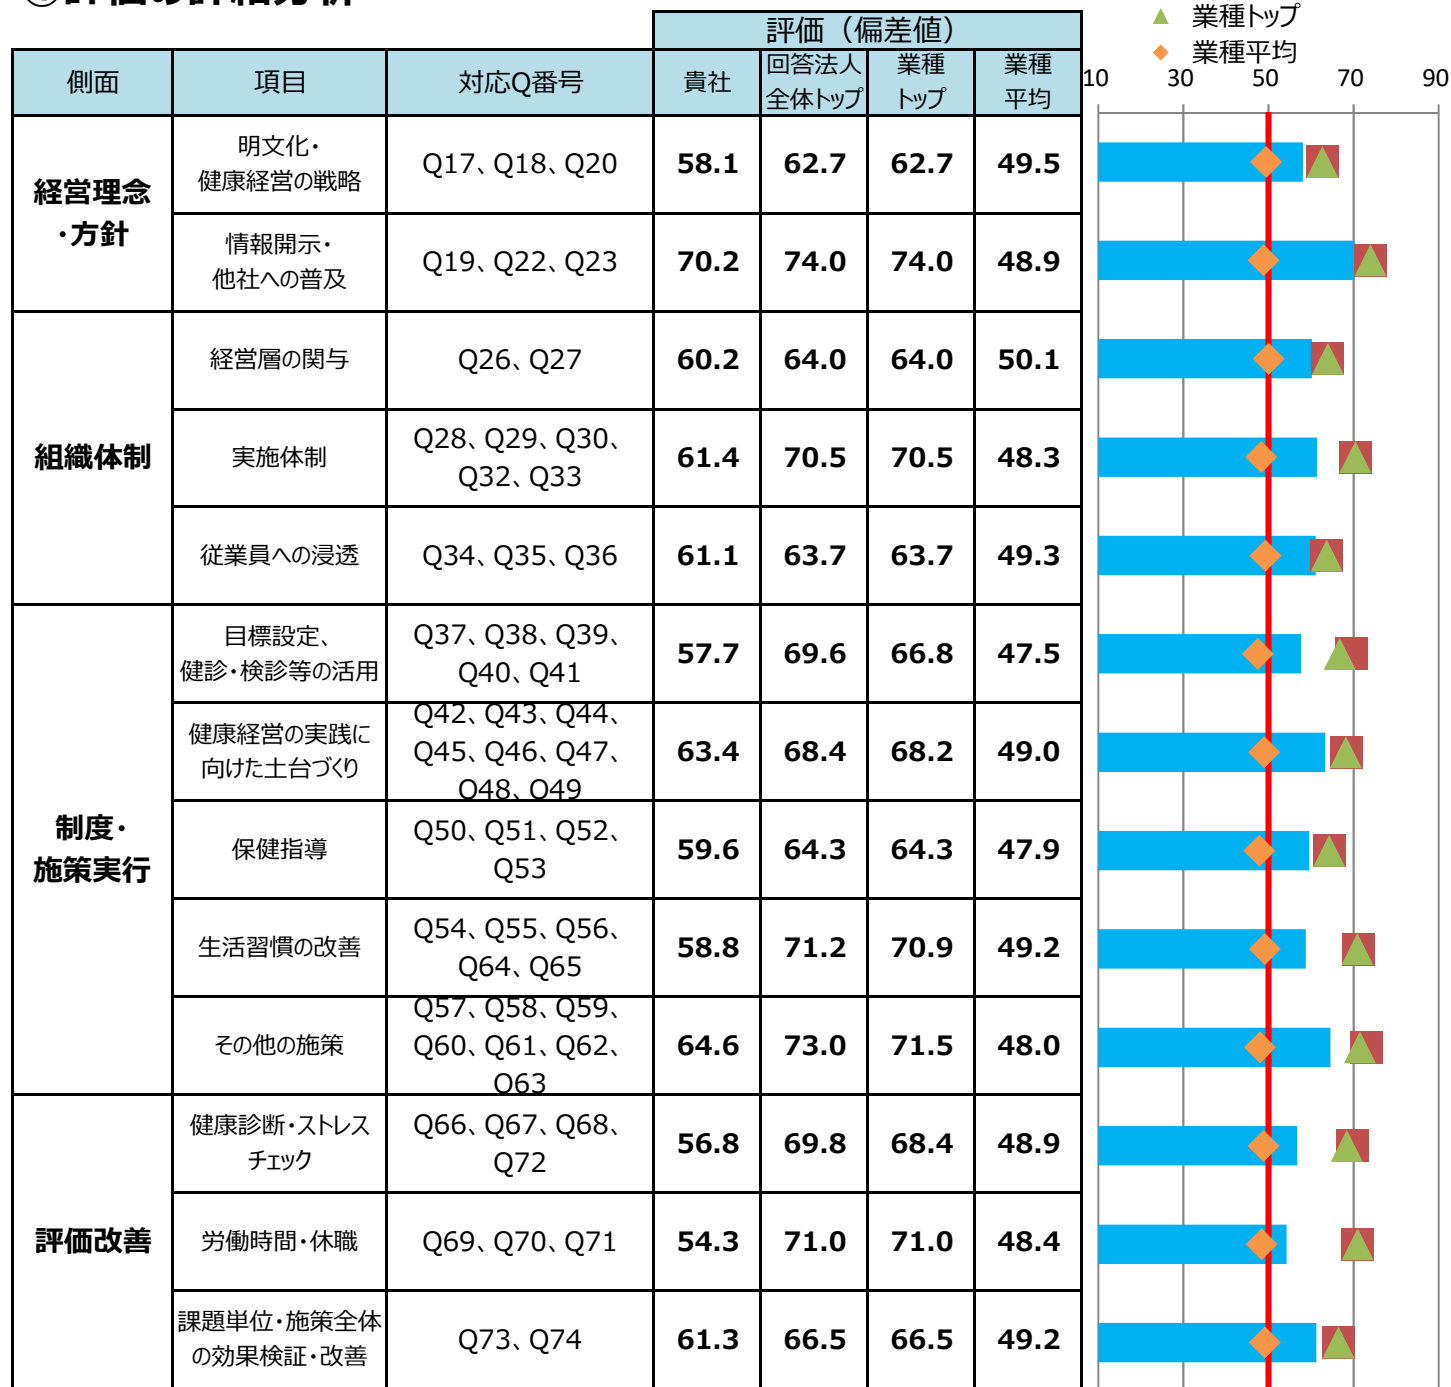 評価（偏差値）
▲ 業種トップ
◆ 業種平均
側面 項目 対応Q番号 貴社 回答法人 業種 業種
全体トップ トップ 平均
10 30 50 70 90
経営理念
・方針
明文化・
健康経営の戦略
Q17、Q18、Q20
58.1 62.7 62.7 49.5
情報開示・
他社への普及
Q19、Q22、Q23
70.2 74.0 74.0 48.9
組織体制
経営層の関与
Q26、Q27
60.2 64.0 64.0 50.1
実施体制
Q28、Q29、Q30、
Q32、Q33
61.4 70.5 70.5 48.3
従業員への浸透
Q34、Q35、Q36
61.1 63.7 63.7 49.3
制度・
施策実行
目標設定、
健診・検診等の活用
Q37、Q38、Q39、
Q40、Q41
57.7 69.6 66.8 47.5
健康経営の実践に
向けた土台づくり
Q42、Q43、Q44、
Q45、Q46、Q47、
Q48、Q49
63.4 68.4 68.2 49.0
保健指導
Q50、Q51、Q52、
Q53
59.6 64.3 64.3 47.9
生活習慣の改善
Q54、Q55、Q56、
Q64、Q65
58.8 71.2 70.9 49.2
その他の施策
Q57、Q58、Q59、
Q60、Q61、Q62、
Q63
64.6 73.0 71.5 48.0
評価改善
健康診断・ストレス
チェック
Q66、Q67、Q68、
Q72
56.8 69.8 68.4 48.9
労働時間・休職
Q69、Q70、Q71
54.3 71.0 71.0 48.4
課題単位・施策全体
の効果検証・改善
Q73、Q74
61.3 66.5 66.5 49.2